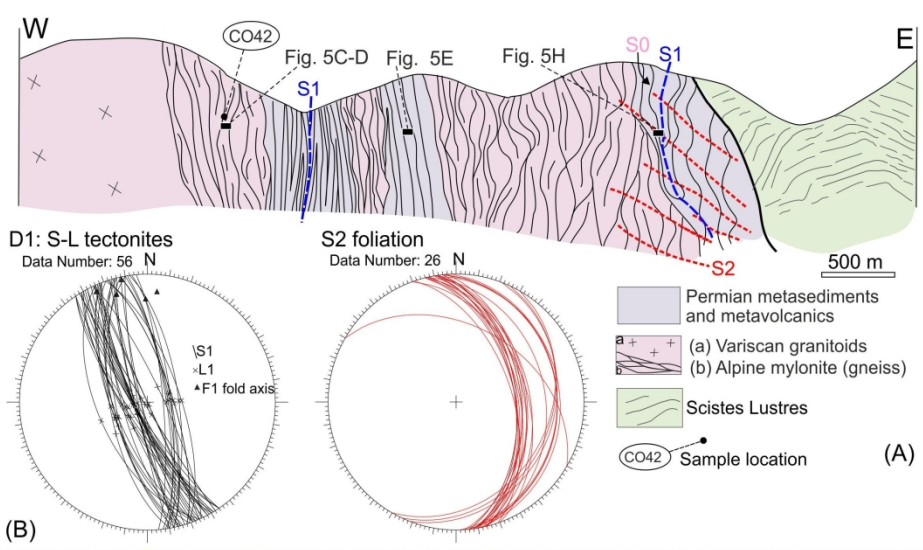 W
E
CO42
Fig. 5C-D
Fig. 5E
Fig. 5H
S0
S1
S1
S2
500 m
D1: S-L tectonites
Data Number: 56
N
\S1
×L1
▲F1 fold axis
S2 foliation
Data Number: 26
N
Permian metasediments
and metavolcanics
a
b
(a) Variscan granitoids
(b) Alpine mylonite (gneiss)
Scistes Lustres
CO42
Sample location
(A)
(B)